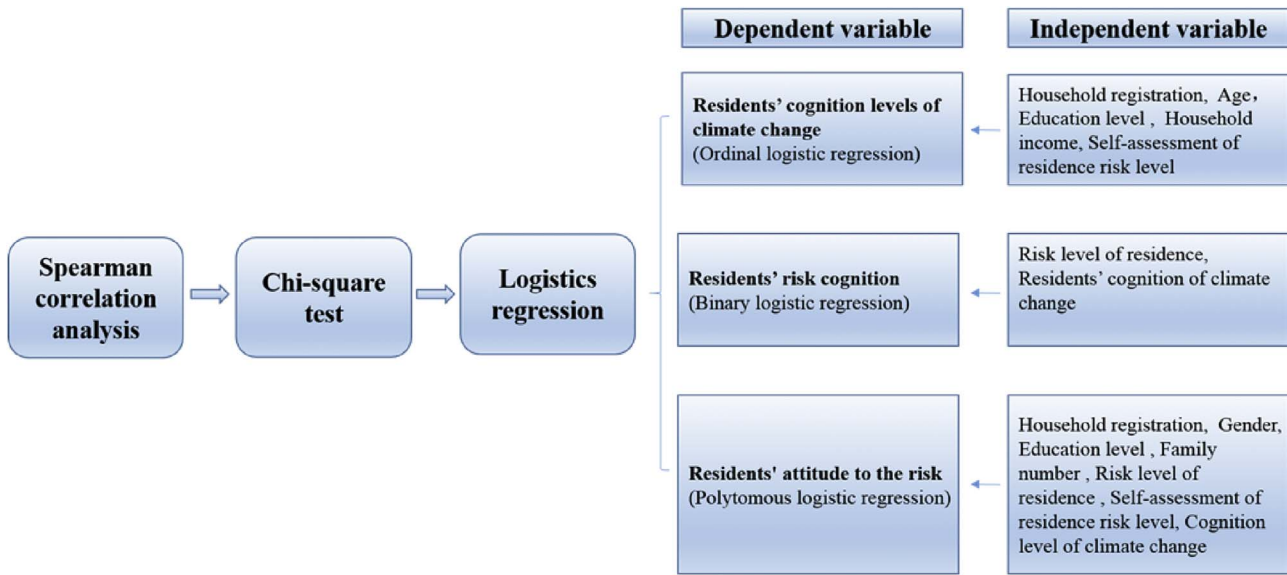 Dependent variable
Independent variable
Residents’ cognition levels of
climate change
(Ordinal logistic regression)
Household registration, Age，
Education level , Household
income, Self-assessment of
residence risk level
Spearman
correlation
analysis
Chi-square
test
Logistics
regression
Residents’ risk cognition
(Binary logistic regression)
Risk level of residence,
Residents’ cognition of climate
change
Residents' attitude to the risk
(Polytomous logistic regression)
Household registration, Gender,
Education level , Family
number , Risk level of
residence , Self-assessment of
residence risk level, Cognition
level of climate change